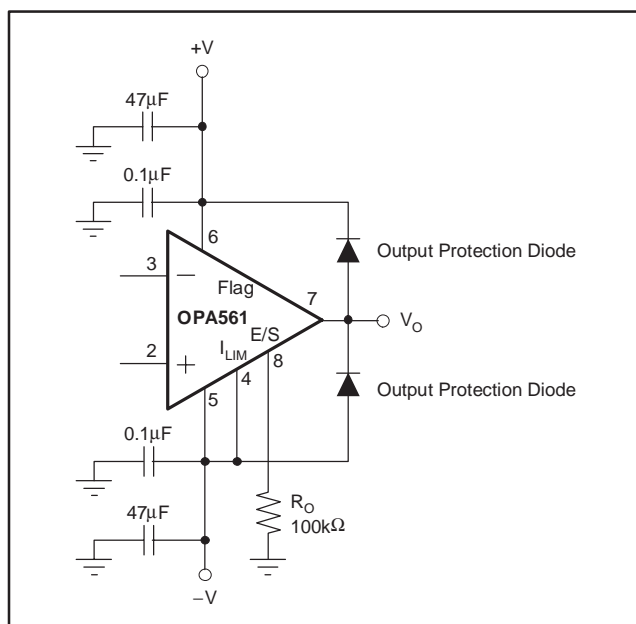 +V
47µF
0.1µF
6
3
−
Flag
7
Output Protection Diode
OPA561
V_O
E/S
2
+
I_LIM
8
4
5
Output Protection Diode
0.1µF
R_O
100kΩ
47µF
−V